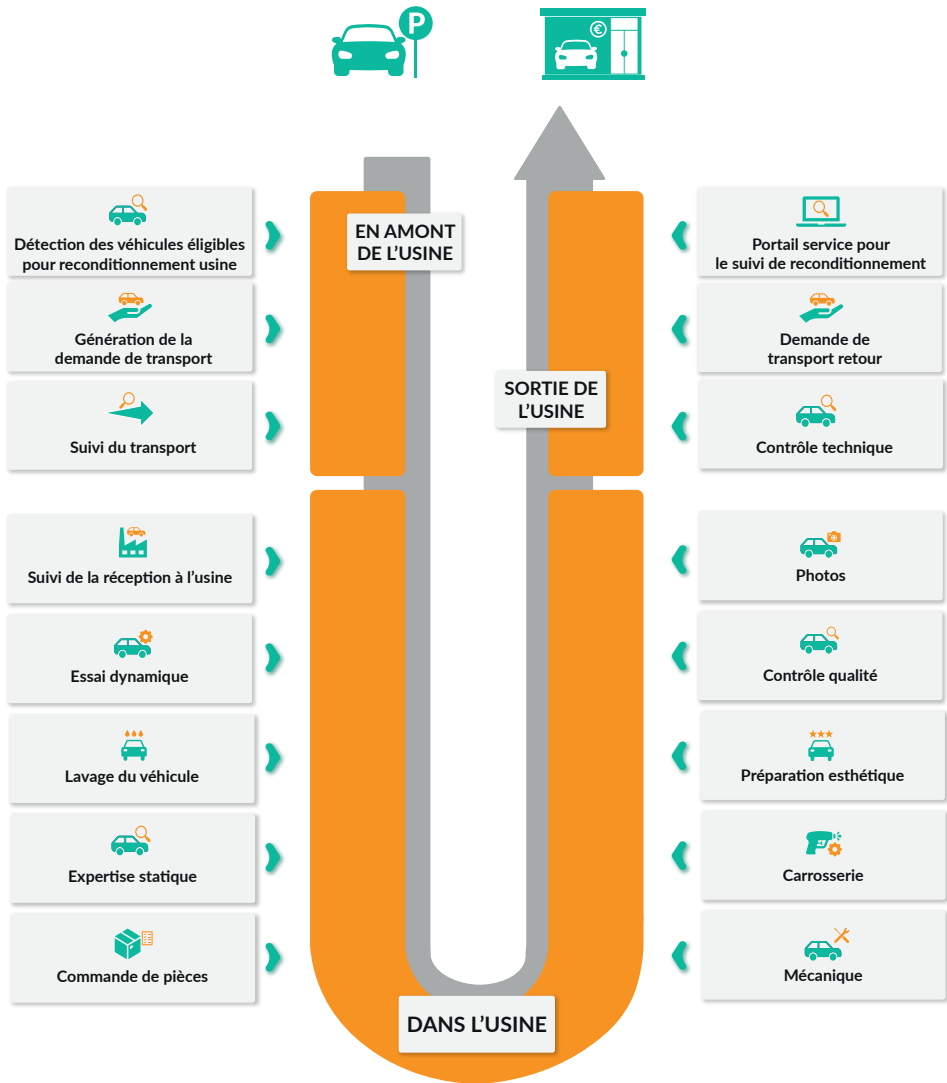 P
€
EN AMONT
DE L'USINE
Détection des véhicules éligibles
pour reconditionnement usine
Génération de la
demande de transport
Suivi du transport
Suivi de la réception à l'usine
Essai dynamique
Lavage du véhicule
Expertise statique
Commande de pièces
DANS L'USINE
Mécanique
Carrosserie
Préparation esthétique
Contrôle qualité
Photos
SORTIE DE
L'USINE
Contrôle technique
Demande de
transport retour
Portail service pour
le suivi de reconditionnement